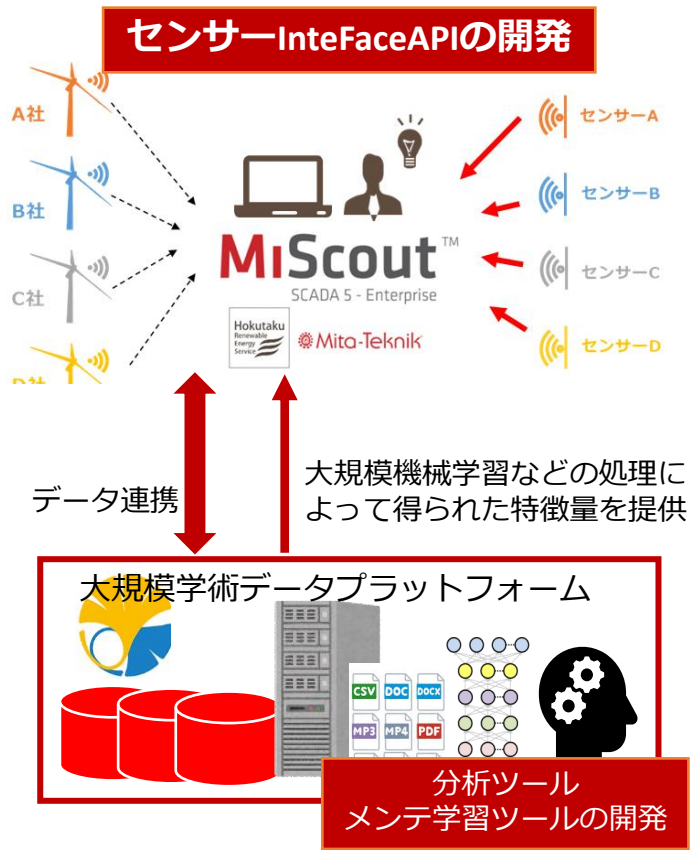 センサーInteFaceAPIの開発
A社
B社
C社
D社
センサーA
センサーB
センサーC
センサーD
MiScout™
SCADA 5 - Enterprise
Hokutaku
Renewable
Energy
Service
Mita-Teknik
データ連携
大規模機械学習などの処理に
よって得られた特徴量を提供
大規模学術データプラットフォーム
CSV DOC DOCX
MP3 MP4 PDF
分析ツール
メンテ学習ツールの開発